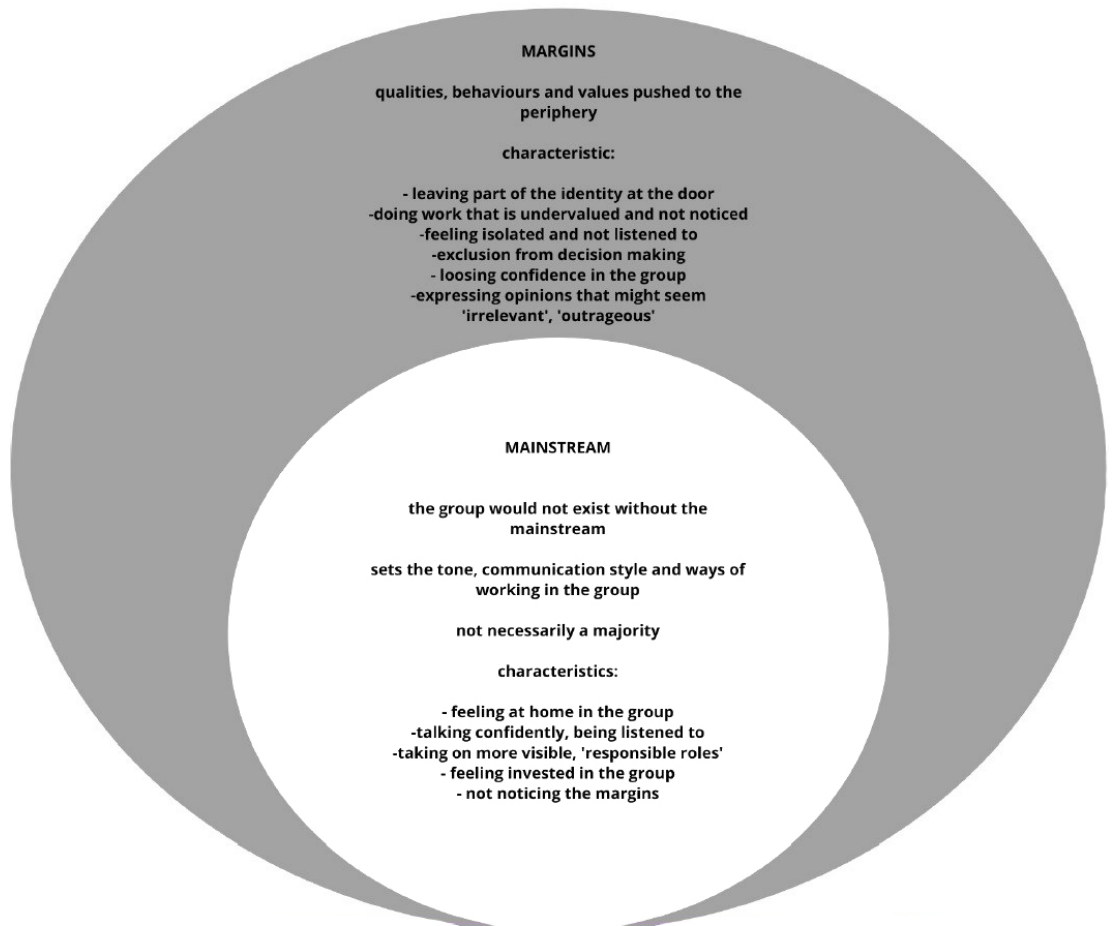 MARGINS
qualities, behaviours and values pushed to the
periphery
characteristic:
- leaving part of the identity at the door
-doing work that is undervalued and not noticed
-feeling isolated and not listened to
-exclusion from decision making
- loosing confidence in the group
-expressing opinions that might seem
'irrelevant', 'outrageous'
MAINSTREAM
the group would not exist without the
mainstream
sets the tone, communication style and ways of
working in the group
not necessarily a majority
characteristics:
- feeling at home in the group
-talking confidently, being listened to
-taking on more visible, 'responsible roles'
- feeling invested in the group
- not noticing the margins